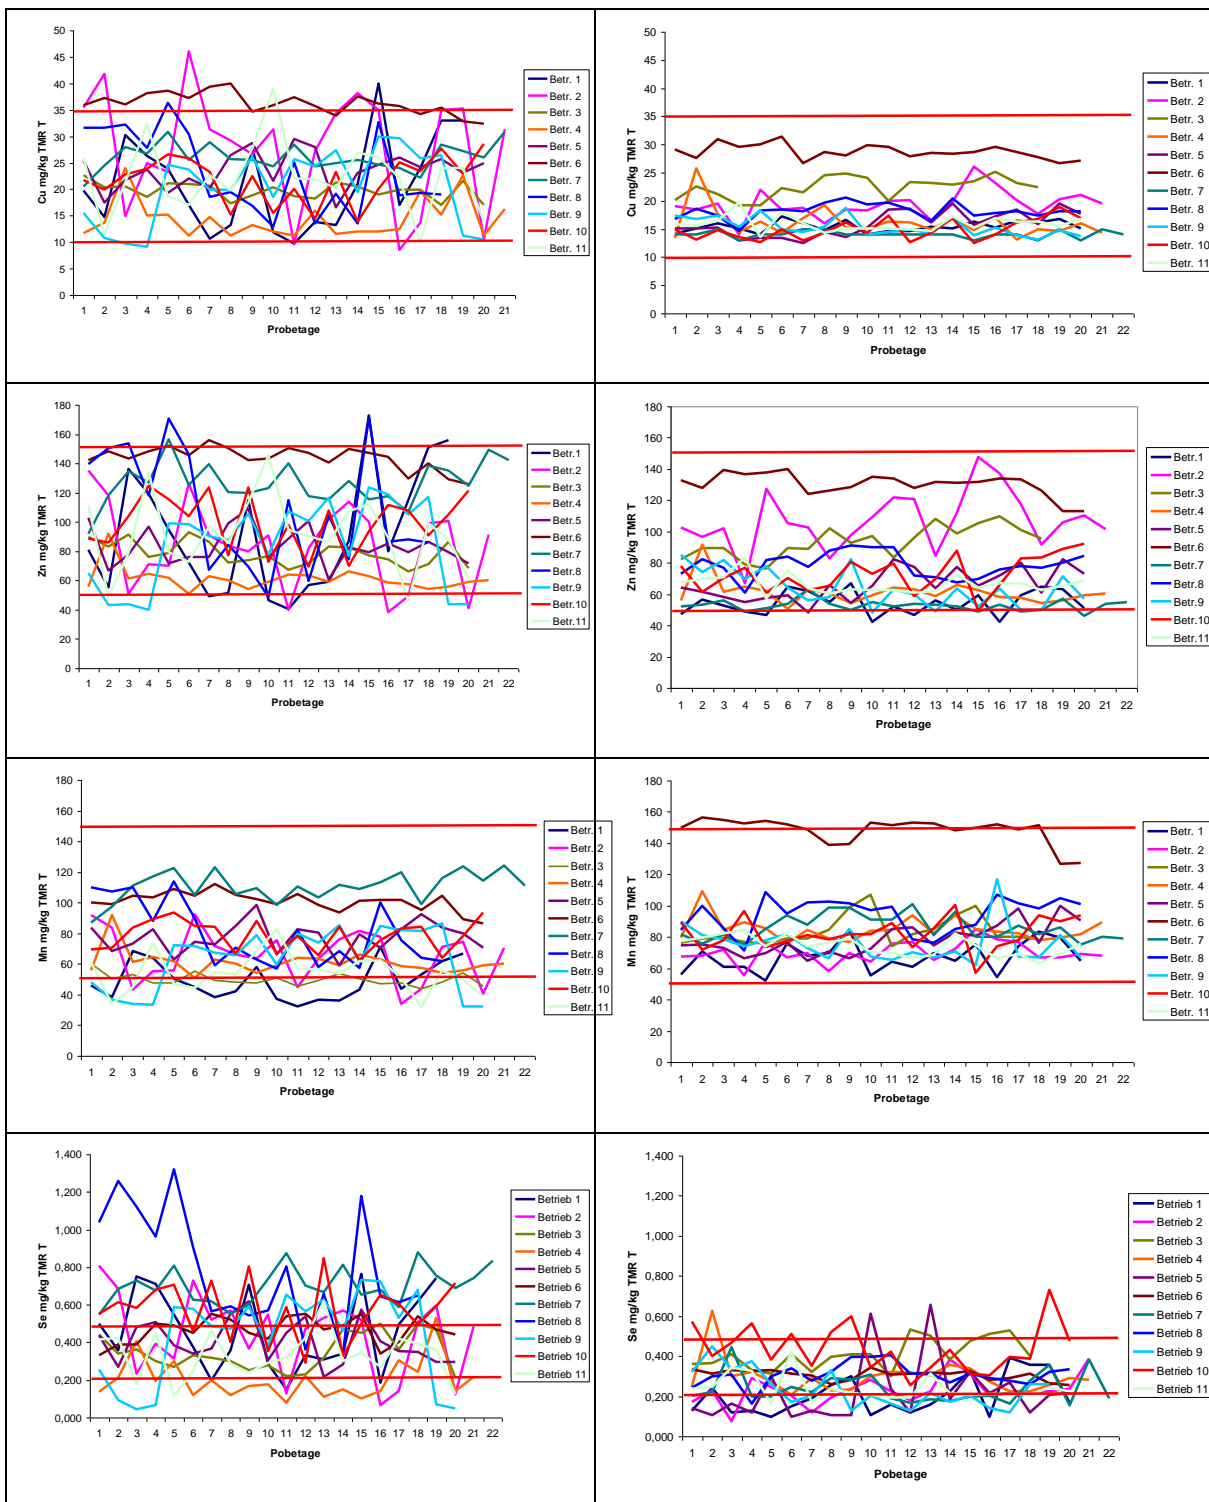 Cu mg/kg TMR T
50
45
40
35
30
25
20
15
10
5
0
1 2 3 4 5 6 7 8 9 10 11 12 13 14 15 16 17 18 19 20 21
Probetage
Betr. 1
Betr. 2
Betr. 3
Betr. 4
Betr. 5
Betr. 6
Betr. 7
Betr. 8
Betr. 9
Betr. 10
Betr. 11
Cu mg/kg TMR T
50
45
40
35
30
25
20
15
10
5
0
1 2 3 4 5 6 7 8 9 10 11 12 13 14 15 16 17 18 19 20 21 22
Probetage
Betr. 1
Betr. 2
Betr. 3
Betr. 4
Betr. 5
Betr. 6
Betr. 7
Betr. 8
Betr. 9
Betr. 10
Betr. 11
Zn mg/kg TMR T
180
160
140
120
100
80
60
40
20
0
1 2 3 4 5 6 7 8 9 10 11 12 13 14 15 16 17 18 19 20 21 22
Probetage
Betr.1
Betr.2
Betr.3
Betr.4
Betr.5
Betr.6
Betr.7
Betr.8
Betr.9
Betr.10
Betr.11
Zn mg/kg TMR T
180
160
140
120
100
80
60
40
20
0
1 2 3 4 5 6 7 8 9 10 11 12 13 14 15 16 17 18 19 20 21 22
Probetage
Betr.1
Betr.2
Betr.3
Betr.4
Betr.5
Betr.6
Betr.7
Betr.8
Betr.9
Betr.10
Betr.11
Mn mg/kg TMR T
180
160
140
120
100
80
60
40
20
0
1 2 3 4 5 6 7 8 9 10 11 12 13 14 15 16 17 18 19 20 21 22
Probetage
Betr. 1
Betr. 2
Betr. 3
Betr. 4
Betr. 5
Betr. 6
Betr. 7
Betr. 8
Betr. 9
Betr. 10
Betr. 11
Mn mg/kg TMR T
180
160
140
120
100
80
60
40
20
0
1 2 3 4 5 6 7 8 9 10 11 12 13 14 15 16 17 18 19 20 21 22
Probetage
Betr. 1
Betr. 2
Betr. 3
Betr. 4
Betr. 5
Betr. 6
Betr. 7
Betr. 8
Betr. 9
Betr. 10
Betr. 11
Se mg/kg TMR T
1,400
1,200
1,000
0,800
0,600
0,400
0,200
0,000
1 2 3 4 5 6 7 8 9 10 11 12 13 14 15 16 17 18 19 20 21 22
Pobetage
Betrieb 1
Betrieb 2
Betrieb 3
Betrieb 4
Betrieb 5
Betrieb 6
Betrieb 7
Betrieb 8
Betrieb 9
Betrieb 10
Betrieb 11
Se mg/kg TMR T
1,400
1,200
1,000
0,800
0,600
0,400
0,200
0,000
1 2 3 4 5 6 7 8 9 10 11 12 13 14 15 16 17 18 19 20 21 22
Pobetage
Betrieb 1
Betrieb 2
Betrieb 3
Betrieb 4
Betrieb 5
Betrieb 6
Betrieb 7
Betrieb 8
Betrieb 9
Betrieb 10
Betrieb 11